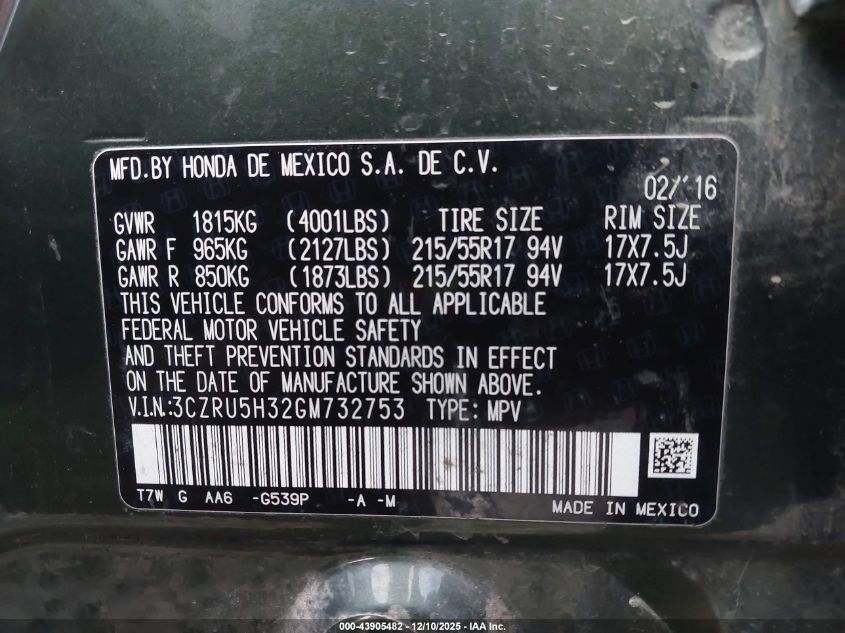 MFD.BY HONDA DE MEXICO S.A. DE C.V.
02/'16
GVWR 1815KG (4001LBS) TIRE SIZE RIM SIZE
GAWR F 965KG (2127LBS) 215/55R17 94V 17X7.5J
GAWR R 850KG (1873LBS) 215/55R17 94V 17X7.5J
THIS VEHICLE CONFORMS TO ALL APPLICABLE
FEDERAL MOTOR VEHICLE SAFETY
AND THEFT PREVENTION STANDARDS IN EFFECT
ON THE DATE OF MANUFACTURE SHOWN ABOVE.
V.I.N.:3CZRU5H32GM732753 TYPE: MPV
T7W G AA6 -G539P -A -M
MADE IN MEXICO
000-43905482 - 12/10/2025 - IAA Inc.